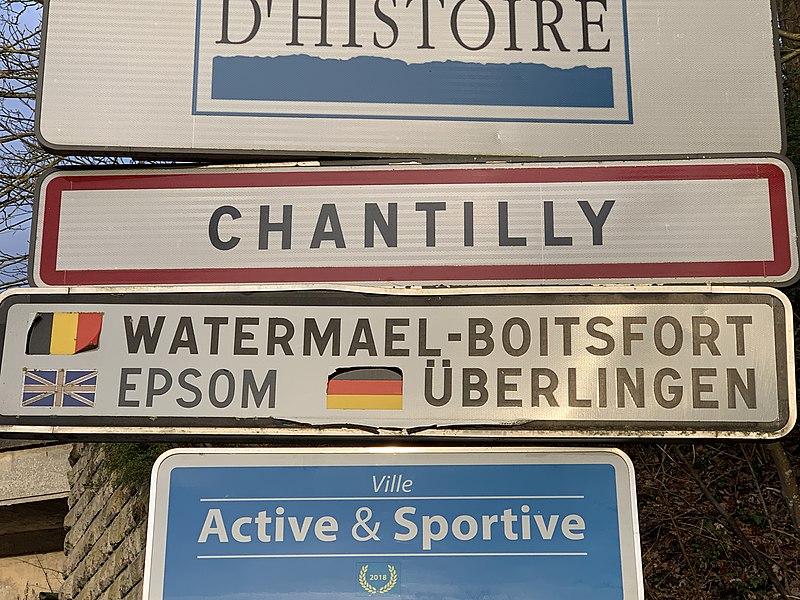 D'HISTOIRE
CHANTILLY
WATERMAEL-BOITSFORT
EPSOM ÜBERLINGEN
Ville
Active & Sportive
2018